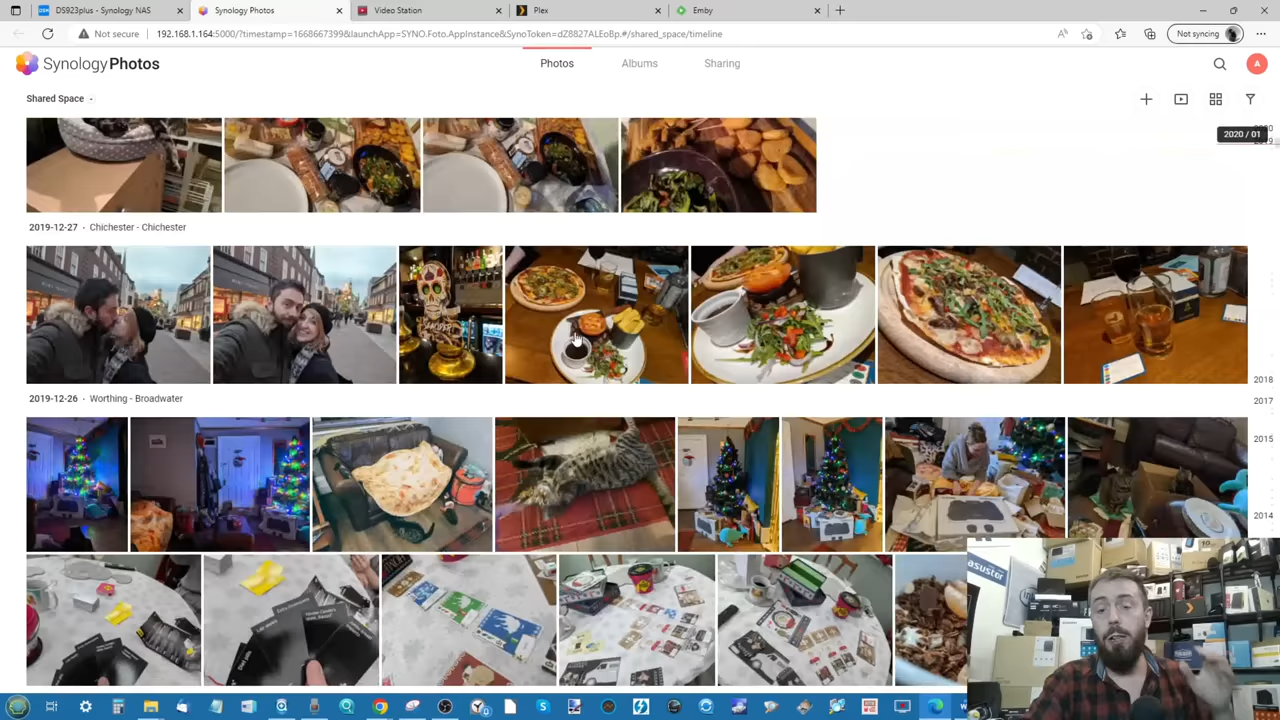 DS923plus - Synology NAS
Synology Photos
Video Station
Plex
Emby
Not secure
192.168.1.164:5000/?timestamp=1668667399&launchApp=SYNO.Foto.AppInstance&SynoToken=dZ8827ALEoBp.#/shared_space/timeline
Not syncing
Synology Photos
Photos
Albums
Sharing
A
Shared Space
2020 / 01
2019
2019-12-27 · Chichester - Chichester
2018
2017
2019-12-26 · Worthing - Broadwater
2015
2014
asustor